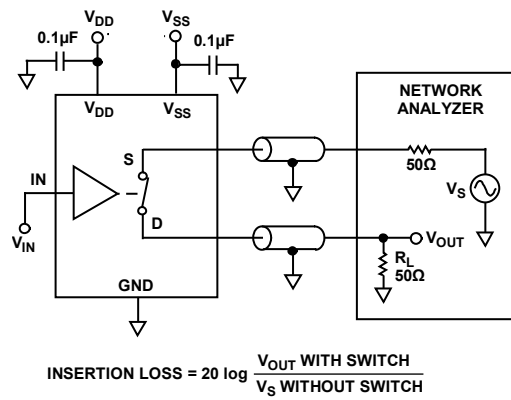 V_DD V_SS
0.1µF 0.1µF
V_DD V_SS
NETWORK
ANALYZER
S
50Ω
V_S
IN
D
V_IN
V_OUT
R_L
50Ω
GND
INSERTION LOSS = 20 log V_OUT WITH SWITCH / V_S WITHOUT SWITCH